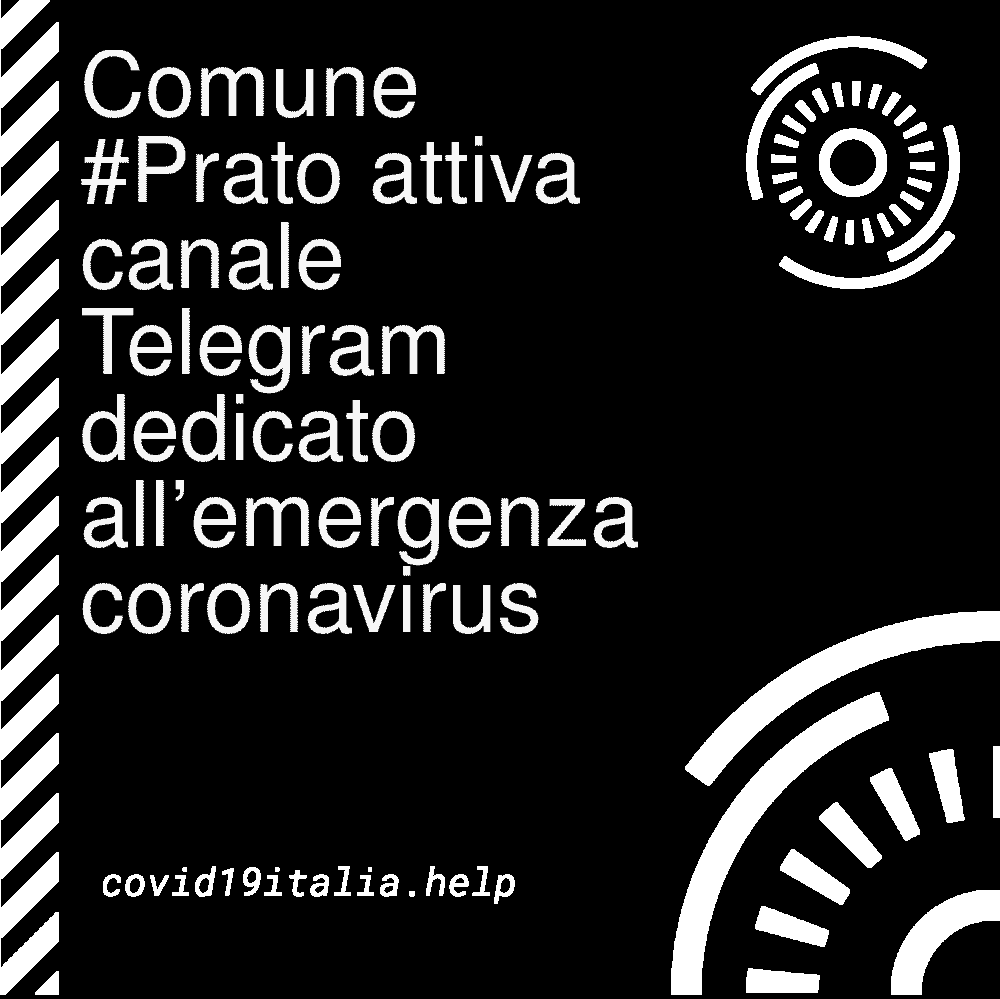 Comune
#Prato attiva
canale
Telegram
dedicato
all’emergenza
coronavirus
covid19italia.help